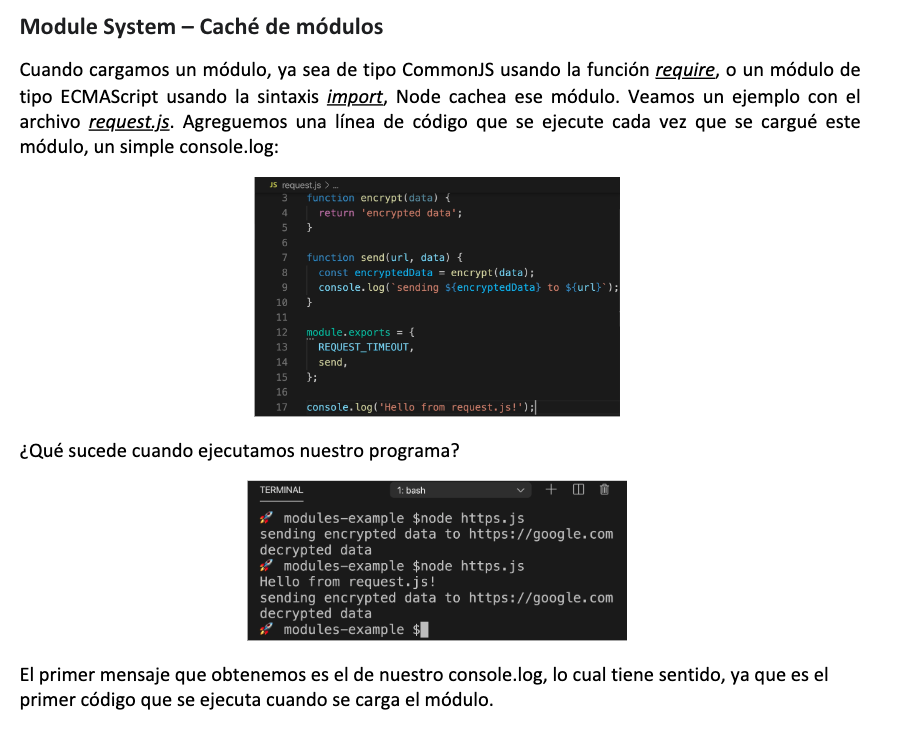 Module System – Caché de módulos
Cuando cargamos un módulo, ya sea de tipo CommonJS usando la función require, o un módulo de
tipo ECMAScript usando la sintaxis import, Node cachea ese módulo. Veamos un ejemplo con el
archivo request.js. Agreguemos una línea de código que se ejecute cada vez que se cargué este
módulo, un simple console.log:
JS request.js > ...
3 function encrypt(data) {
4 return 'encrypted data';
5 }
6
7 function send(url, data) {
8 const encryptedData = encrypt(data);
9 console.log(`sending ${encryptedData} to ${url}`);
10 }
11
12 module.exports = {
13 REQUEST_TIMEOUT,
14 send,
15 };
16
17 console.log('Hello from request.js!');
¿Qué sucede cuando ejecutamos nuestro programa?
TERMINAL 1: bash
modules-example $node https.js
sending encrypted data to https://google.com
decrypted data
modules-example $node https.js
Hello from request.js!
sending encrypted data to https://google.com
decrypted data
modules-example $
El primer mensaje que obtenemos es el de nuestro console.log, lo cual tiene sentido, ya que es el
primer código que se ejecuta cuando se carga el módulo.